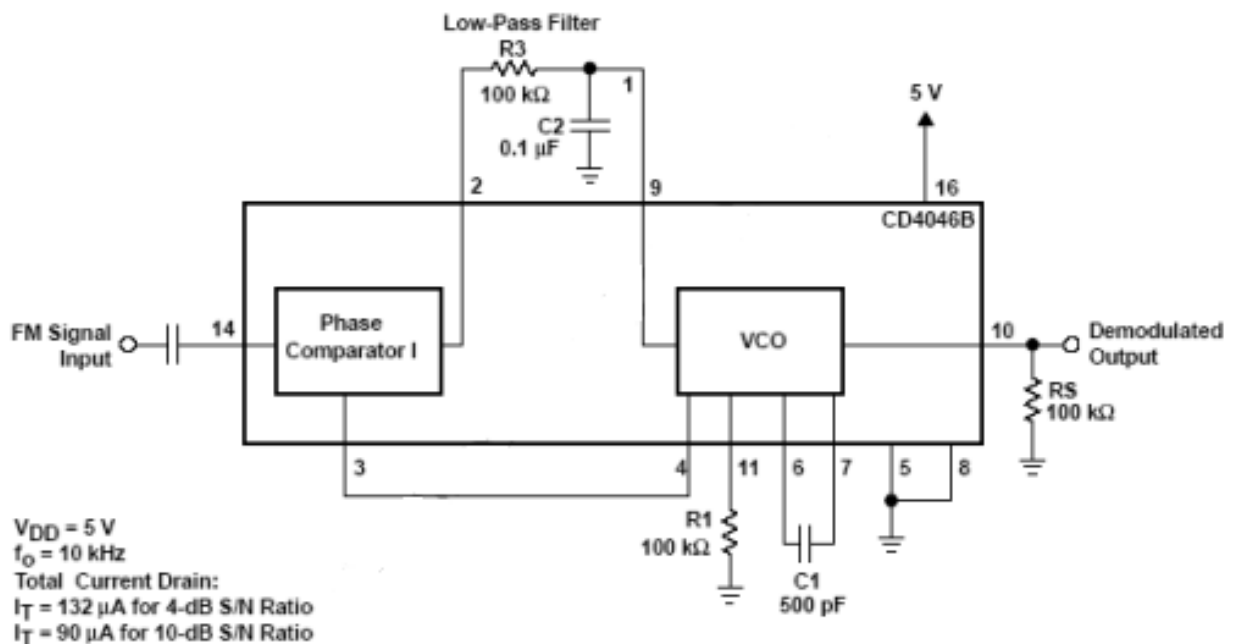 Low-Pass Filter
R3
100 kΩ
1
C2
0.1 µF
5 V
2
9
16
CD4046B
FM Signal
Input
14
Phase
Comparator I
VCO
10
Demodulated
Output
RS
100 kΩ
3
4
11
6
7
5
8
R1
100 kΩ
C1
500 pF
VDD = 5 V
fo = 10 kHz
Total Current Drain:
IT = 132 µA for 4-dB S/N Ratio
IT = 90 µA for 10-dB S/N Ratio